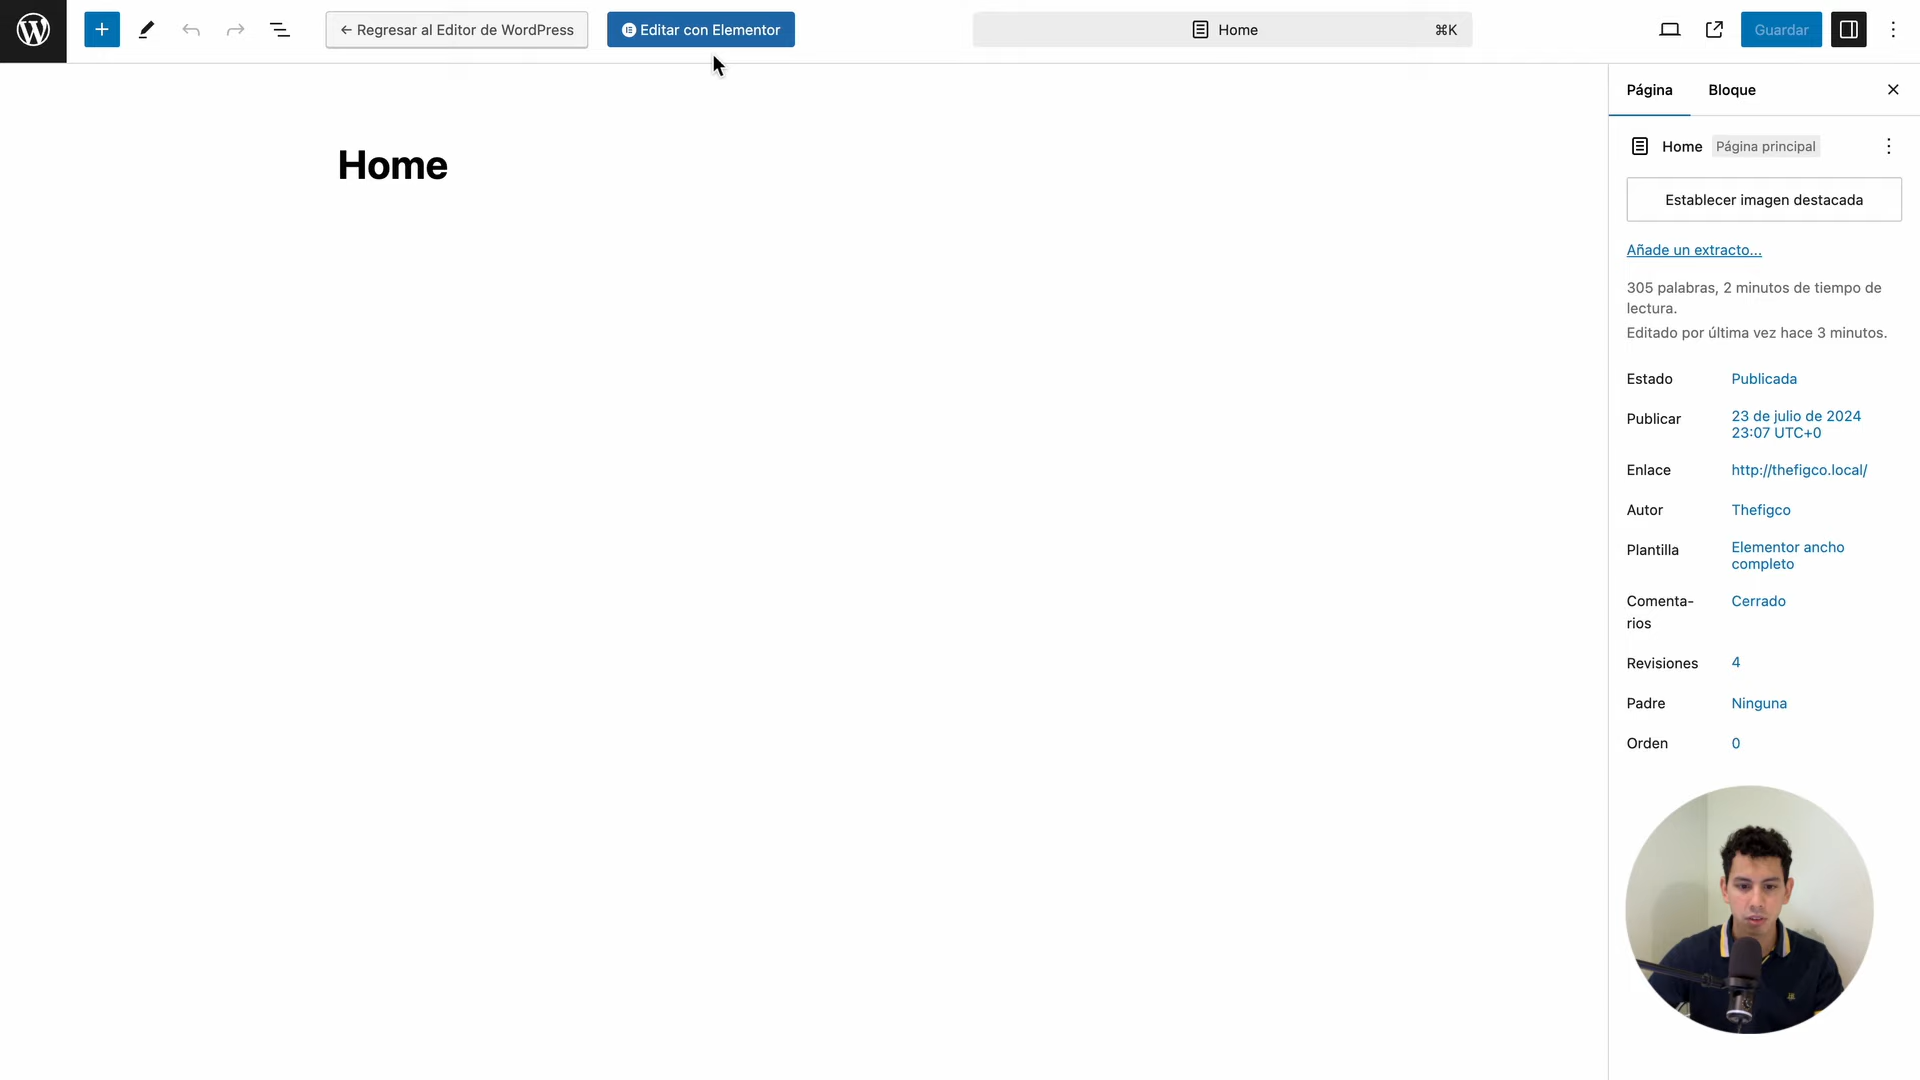 ← Regresar al Editor de WordPress
Editar con Elementor
Home
⌘K
Guardar
Home
Página
Bloque
Home
Página principal
Establecer imagen destacada
Añade un extracto...
305 palabras, 2 minutos de tiempo de
lectura.
Editado por última vez hace 3 minutos.
Estado
Publicada
Publicar
23 de julio de 2024
23:07 UTC+0
Enlace
http://thefigco.local/
Autor
Thefigco
Plantilla
Elementor ancho
completo
Comenta-
rios
Cerrado
Revisiones
4
Padre
Ninguna
Orden
0